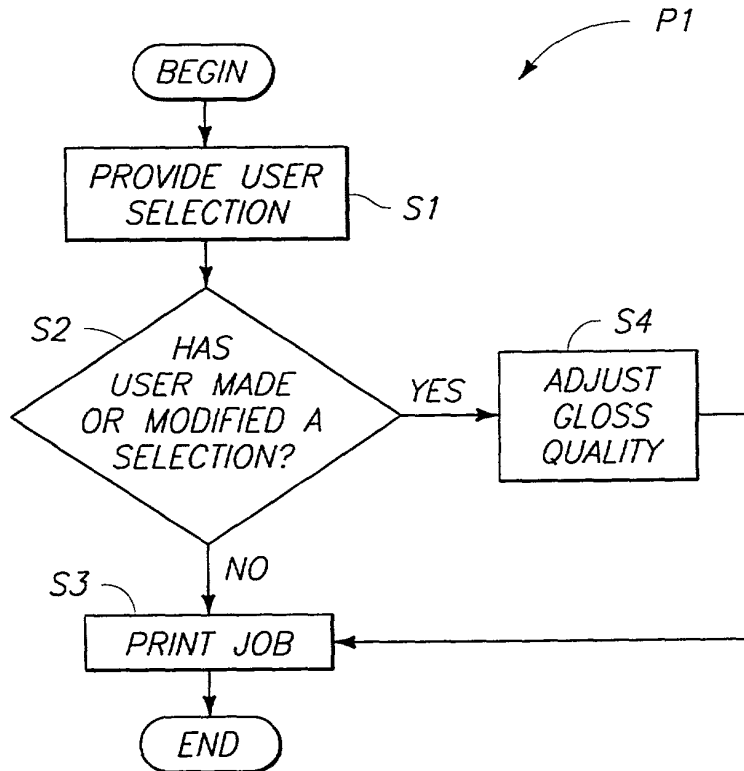 P1
BEGIN
PROVIDE USER
SELECTION
S1
S2
HAS
USER MADE
OR MODIFIED A
SELECTION?
YES
S4
ADJUST
GLOSS
QUALITY
NO
S3
PRINT JOB
END